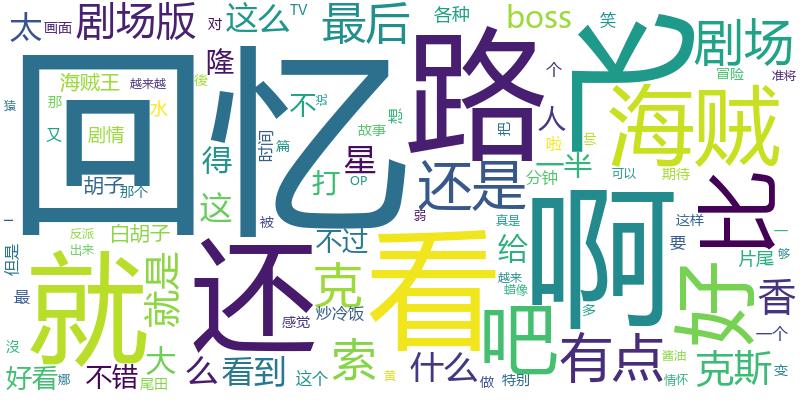 太 画面 剧场版 对 这么 TV 最后 各种 boss 笑
海贼王 越来越 後 隆 不 个 剧场
猿 那 又 剧情 水 时间 篇 故事 想 把 人 啦 冒险 准将
回忆 路 飞 海贼
胡子 那个 得 打 星 OP 还是 一半 分钟 可以 期待
这 被 弱 啊 比
但是 反派 出来 白胡子 不过 真是 给 这样 要 一 够 片尾
就 就是 还 克 看 越来 蜡像 吧 多 好 香
最 感觉 炒冷饭 一个
沒 大 么 索 什么 有点 酱油 克斯
好看 娜 不错 尾田 看到 这个 黄 做 特别 情怀 变